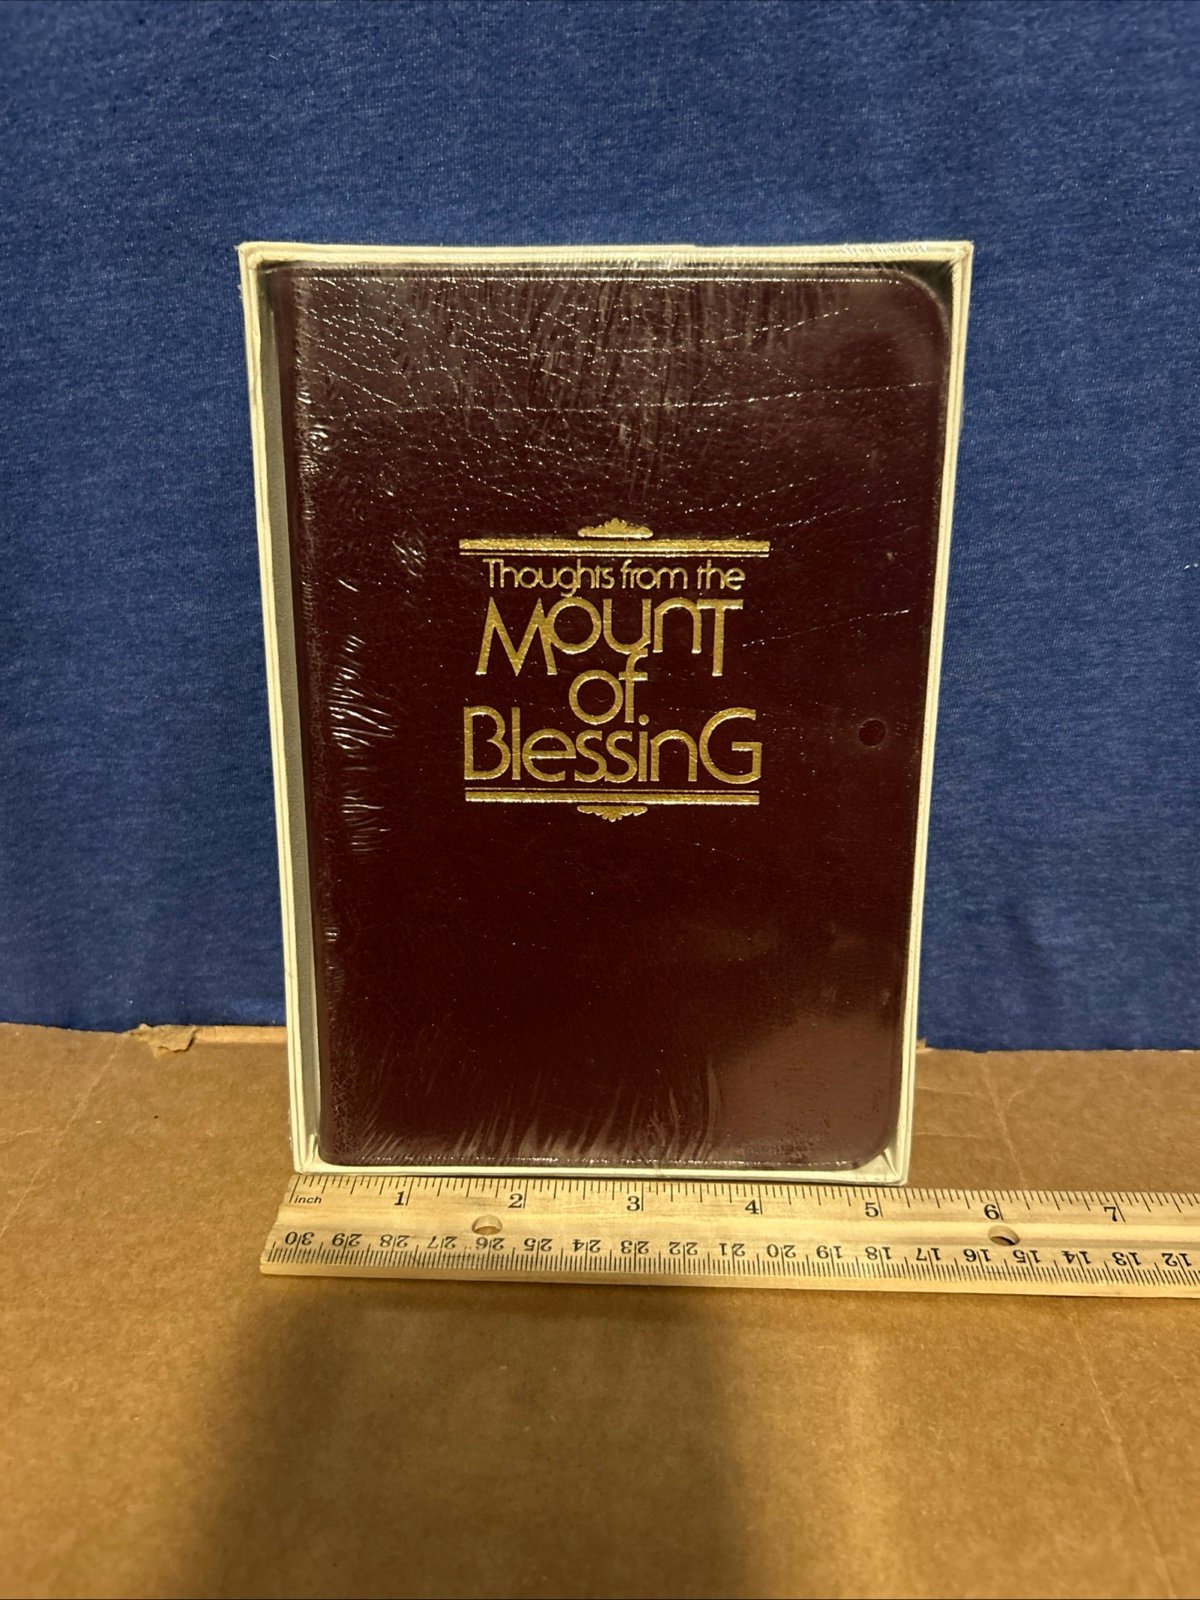 Thoughts from the
Mount
of
Blessing
inch 1 2 3 4 5 6 7
30 29 28 27 26 25 24 23 22 21 20 19 18 17 16 15 14 13 12